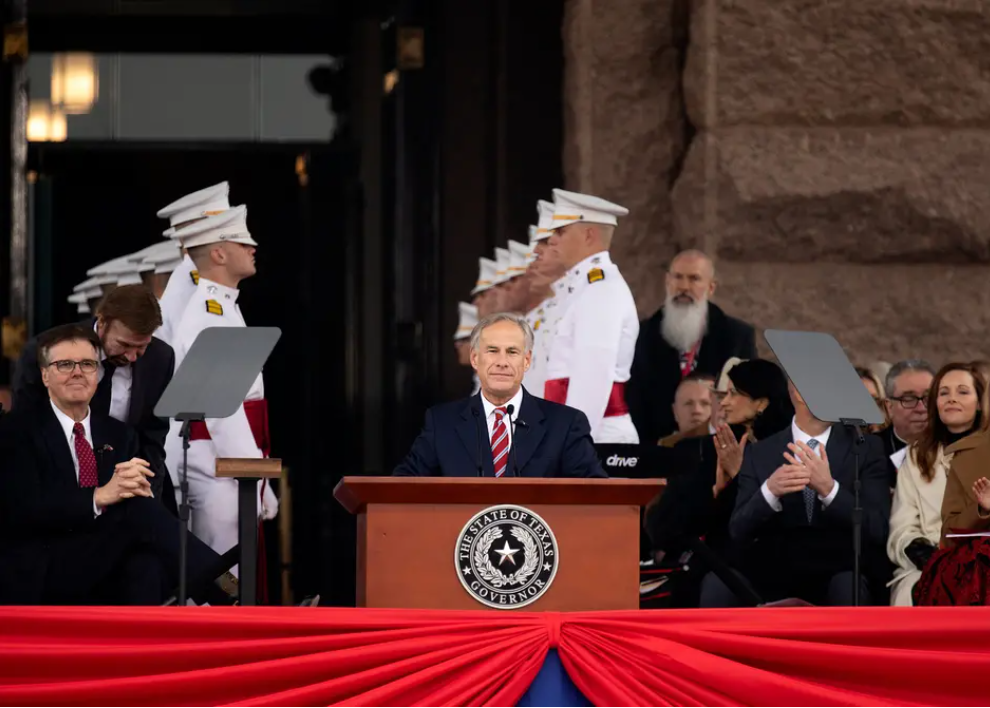 drive
THE STATE OF TEXAS
GOVERNOR